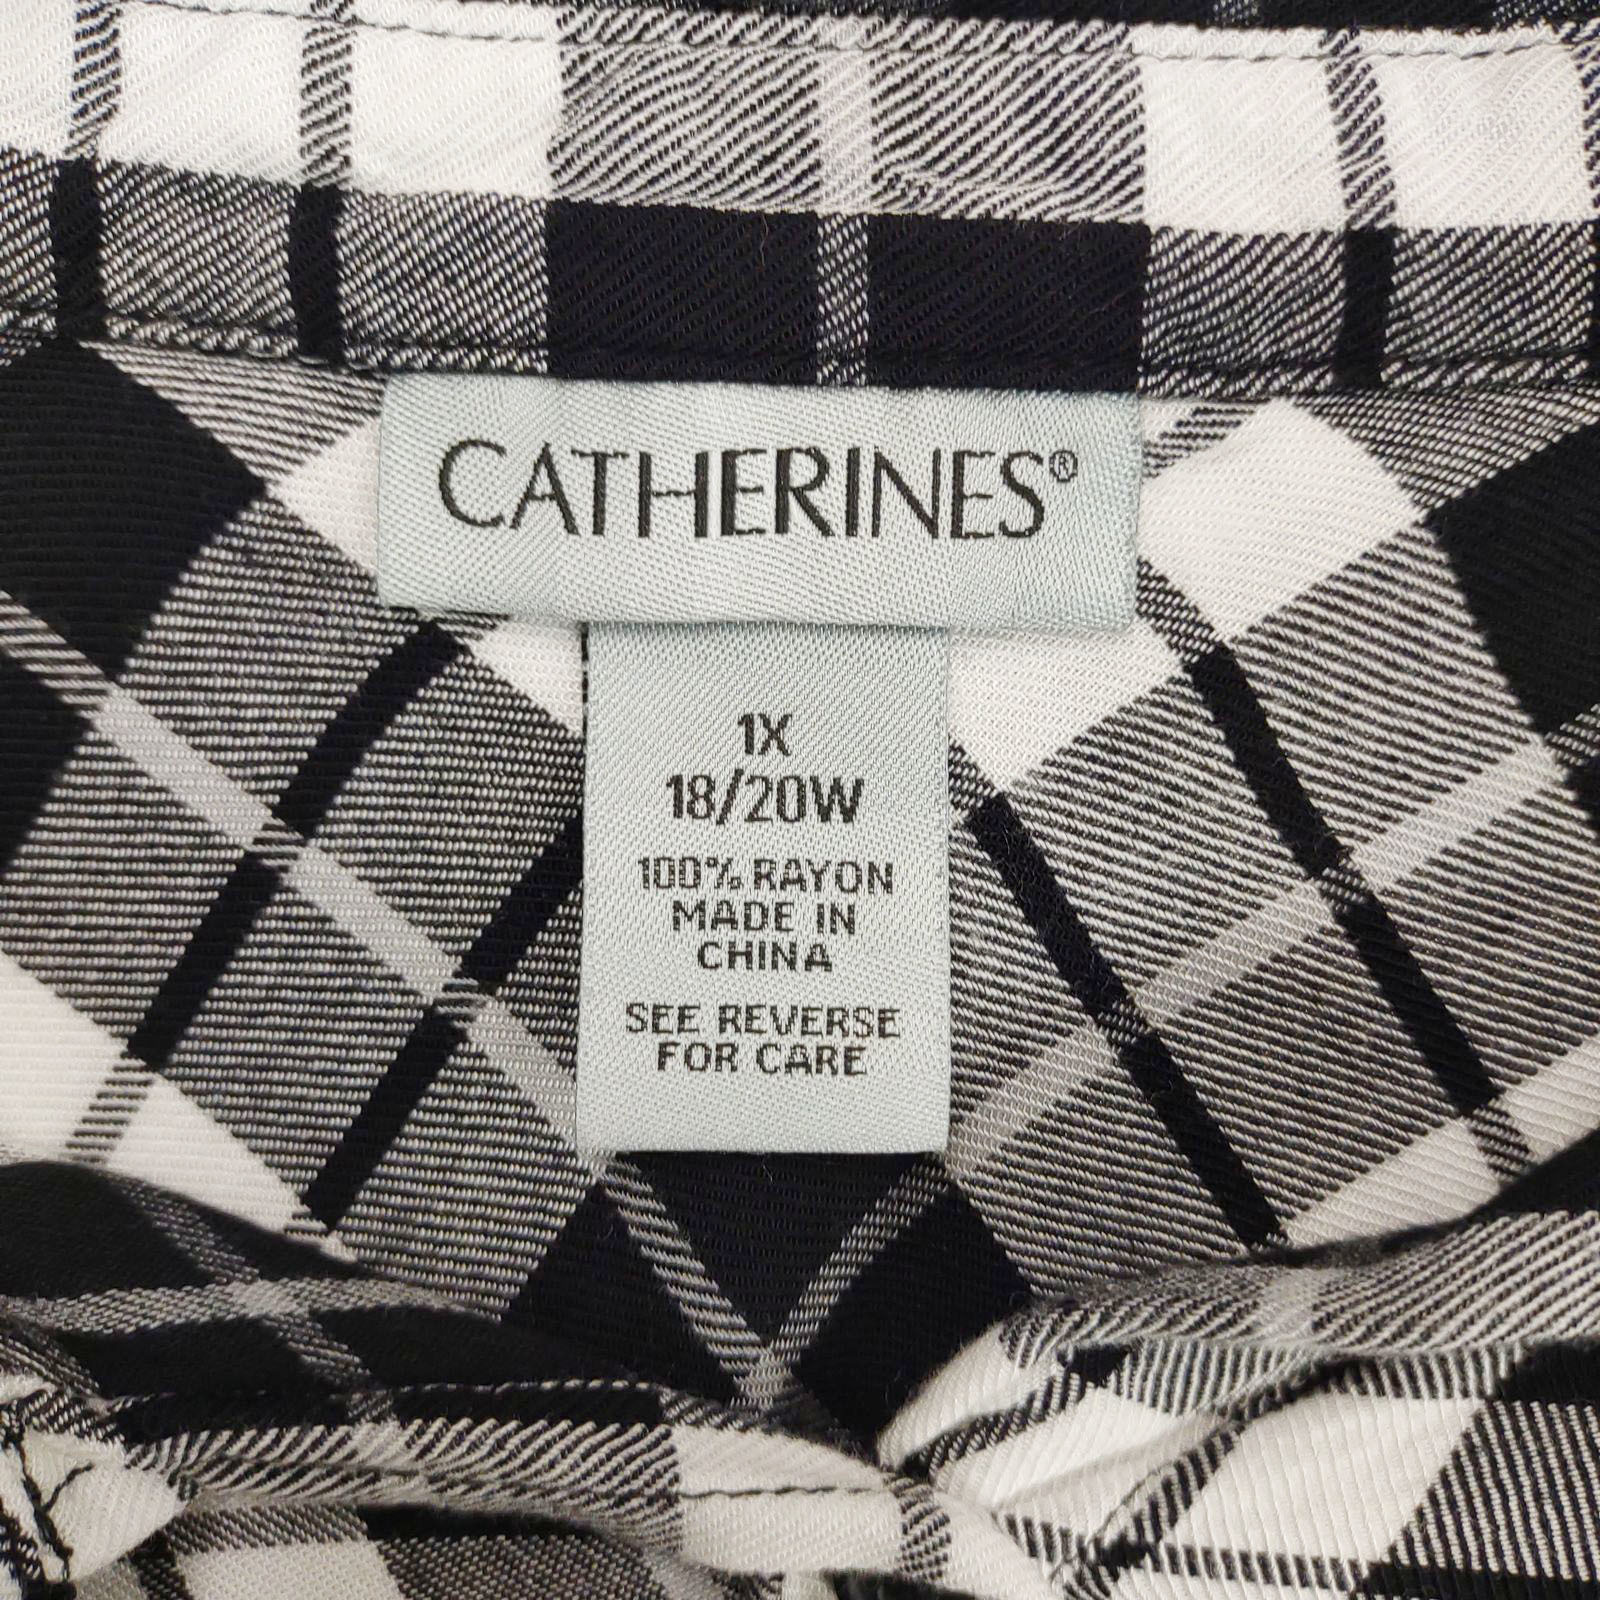 CATHERINES®
1X
18/20W
100% RAYON
MADE IN
CHINA
SEE REVERSE
FOR CARE